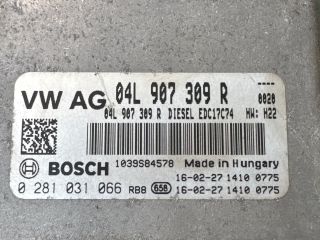 VW AG 04L 907 309 R 0020
04L 907 309 R DIESEL EDC17C74 HW: H22
BOSCH 1039S84578 Made in Hungary
16-02-27 1410 0775
0 281 031 066 RB8 658 16-02-27 1410 0775